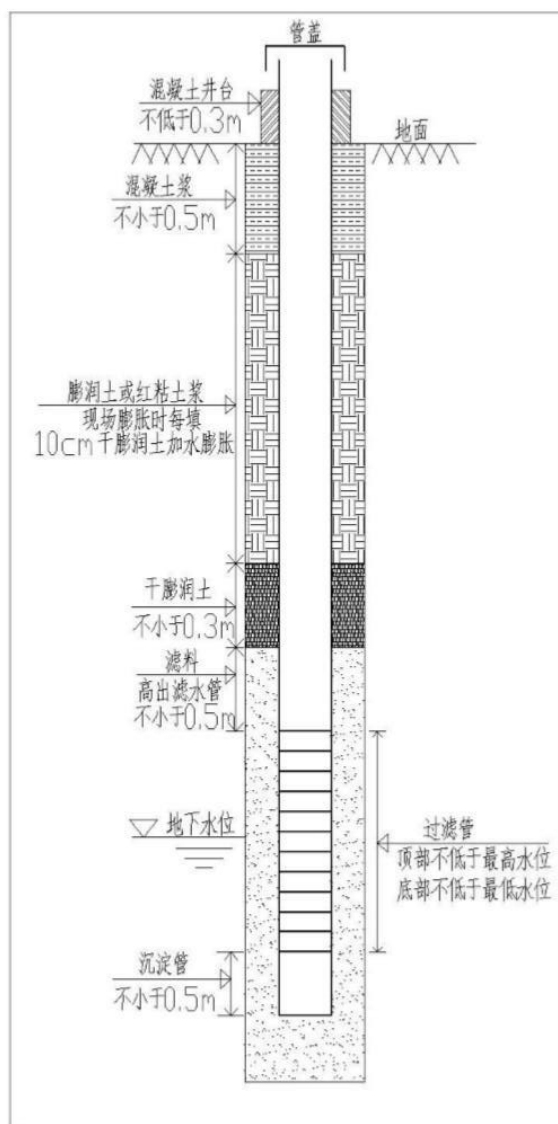 管盖
混凝土井台
不低于0.3m
地面
混凝土浆
不小于0.5m
膨润土或红粘土浆
现场膨胀时每填
10cm干膨润土加水膨胀
干膨润土
不小于0.3m
滤料
高出滤水管
不小于0.5m
地下水位
过滤管
顶部不低于最高水位
底部不低于最低水位
沉淀管
不小于0.5m